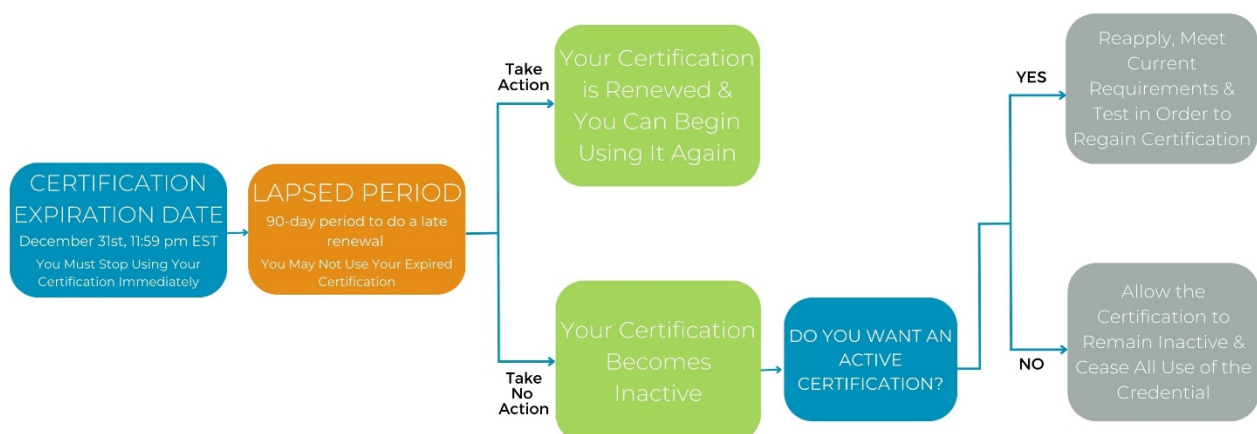 CERTIFICATION
EXPIRATION DATE
December 31st, 11:59 pm EST
You Must Stop Using Your
Certification Immediately
LAPSED PERIOD
90-day period to do a late
renewal
You May Not Use Your Expired
Certification
Take
Action
Your Certification
is Renewed &
You Can Begin
Using It Again
Take
No
Action
Your Certification
Becomes
Inactive
DO YOU WANT AN
ACTIVE
CERTIFICATION?
YES
Reapply, Meet
Current
Requirements &
Test in Order to
Regain Certification
NO
Allow the
Certification to
Remain Inactive &
Cease All Use of the
Credential